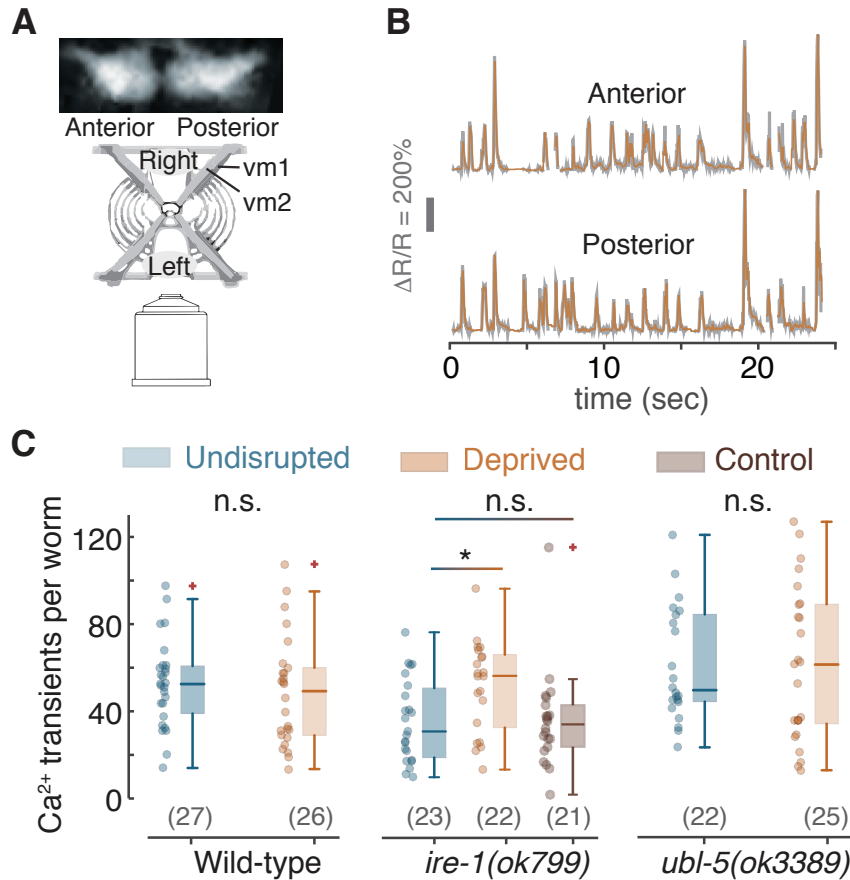 A
Anterior Posterior
Right
vm1
vm2
Left
B
Anterior
Posterior
ΔR/R = 200%
0 10 20
time (sec)
C
Undisrupted Deprived Control
n.s. n.s. n.s.
*
Ca²⁺ transients per worm
120
80
40
0
(27) (26) (23) (22) (21) (22) (25)
Wild-type ire-1(ok799) ubl-5(ok3389)